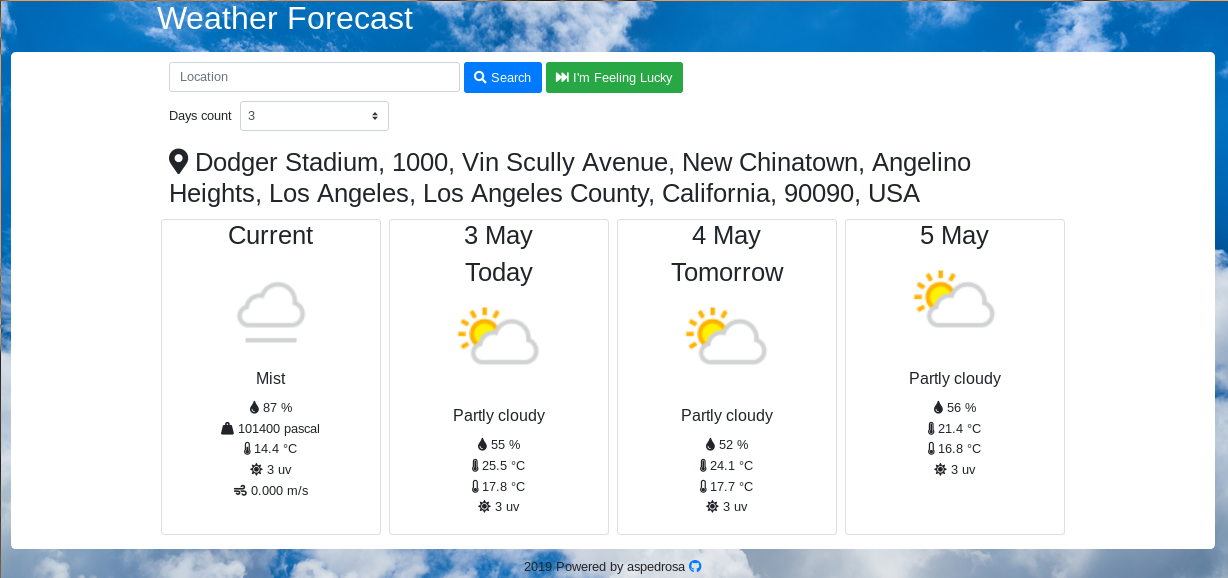 Weather Forecast
Location
Search
I'm Feeling Lucky
Days count
3
Dodger Stadium, 1000, Vin Scully Avenue, New Chinatown, Angelino
Heights, Los Angeles, Los Angeles County, California, 90090, USA
Current
Mist
87 %
101400 pascal
14.4 °C
3 uv
0.000 m/s
3 May
Today
Partly cloudy
55 %
25.5 °C
17.8 °C
3 uv
4 May
Tomorrow
Partly cloudy
52 %
24.1 °C
17.7 °C
3 uv
5 May
Partly cloudy
56 %
21.4 °C
16.8 °C
3 uv
2019 Powered by aspedrosa